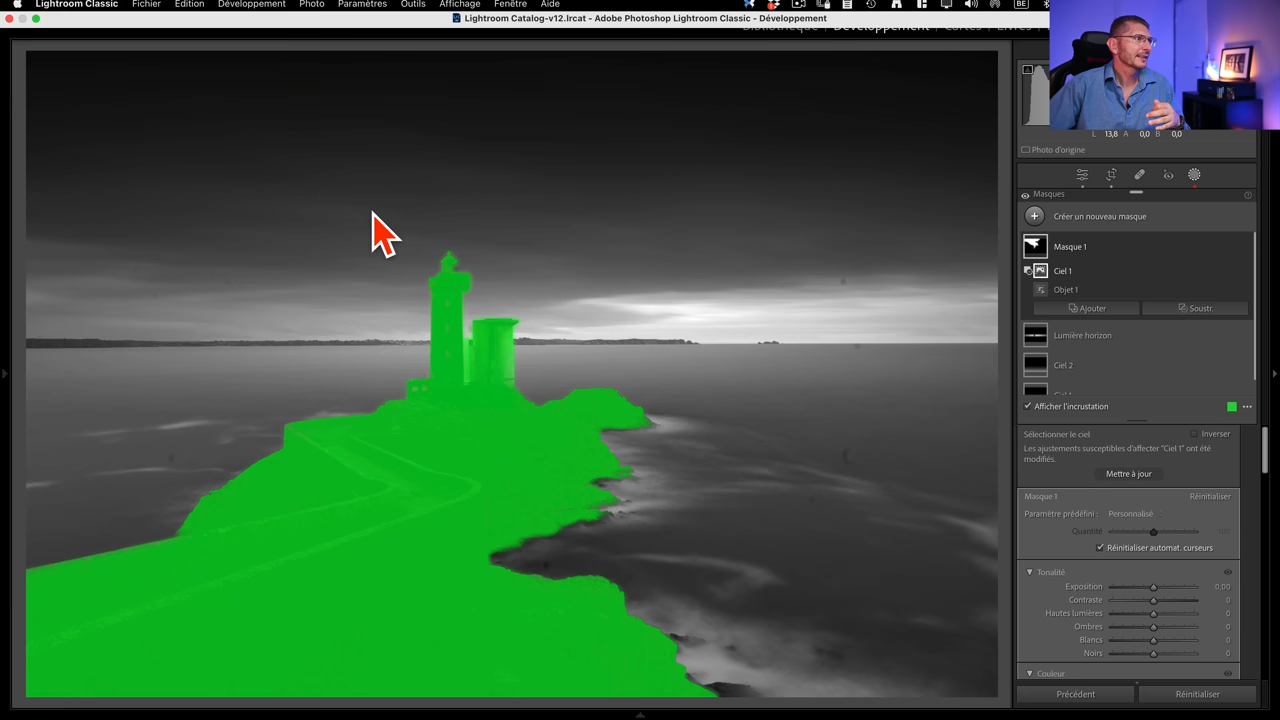 Lightroom Classic Fichier Edition Développement Photo Paramètres Outils Affichage Fenêtre Aide BE
Lightroom Catalog-v12.lrcat - Adobe Photoshop Lightroom Classic - Développement
Bibliothèque Développement Cartes Livres
L 13,8 A 0,0 B 0,0
Photo d'origine
Masques
Créer un nouveau masque
Masque 1
Ciel 1
Objet 1
Ajouter Soustr.
Lumière horizon
Ciel 2
Afficher l'incrustation
Sélectionner le ciel Inverser
Les ajustements susceptibles d'affecter "Ciel 1" ont été
modifiés.
Mettre à jour
Masque 1 Réinitialiser
Paramètre prédéfini : Personnalisé
Quantité 100
Réinitialiser automat. curseurs
Tonalité
Exposition 0,00
Contraste 0
Hautes lumières 0
Ombres 0
Blancs 0
Noirs 0
Couleur
Précédent Réinitialiser